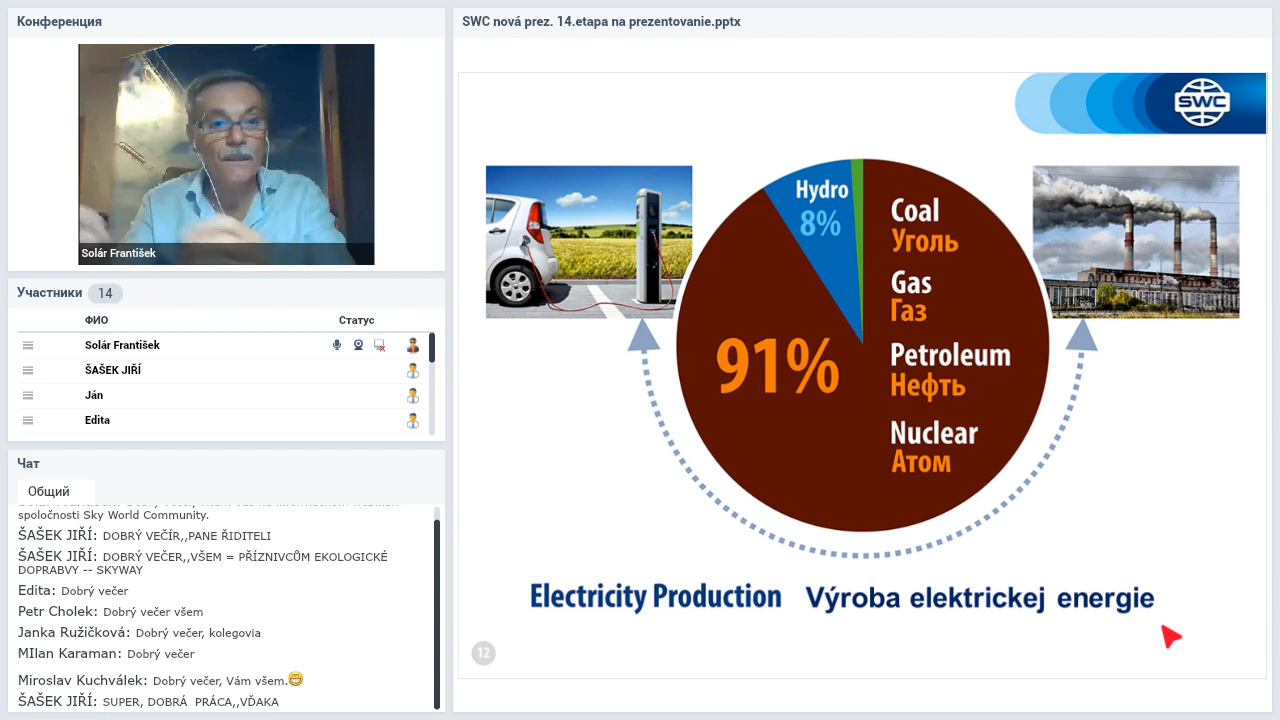 Конференция
Solár František
Участники 14
ФИО Статус
Solár František
ŠAŠEK JIŘÍ
Ján
Edita
Чат
Общий
spoločnosti Sky World Community.
ŠAŠEK JIŘÍ: DOBRÝ VEČÍR,,PANE ŘIDITELI
ŠAŠEK JIŘÍ: DOBRÝ VEČER,,VŠEM = PŘÍZNIVCŮM EKOLOGICKÉ
DOPRABVY -- SKYWAY
Edita: Dobrý večer
Petr Cholek: Dobrý večer všem
Janka Ružičková: Dobrý večer, kolegovia
MIlan Karaman: Dobrý večer
Miroslav Kuchválek: Dobrý večer, Vám všem.
ŠAŠEK JIŘÍ: SUPER, DOBRÁ PRÁCA,,VĎAKA
SWC nová prez. 14.etapa na prezentovanie.pptx
SWC
Hydro
8%
91%
Coal
Уголь
Gas
Газ
Petroleum
Нефть
Nuclear
Атом
Electricity Production Výroba elektrickej energie
12